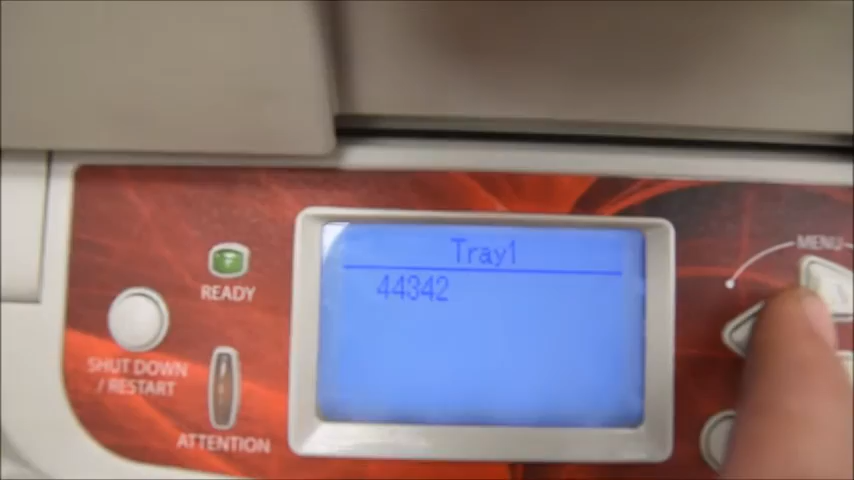 Tray1
44342
MENU
READY
SHUT DOWN
/ RESTART
ATTENTION